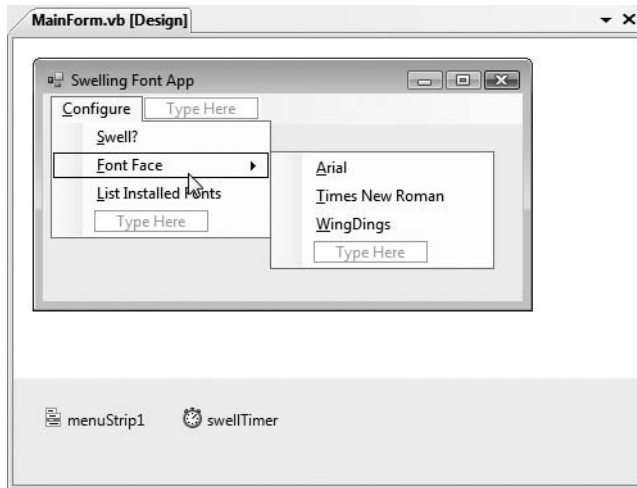 MainForm.vb [Design]
Swelling Font App
Configure Type Here
Swell?
Font Face
List Installed Fonts
Type Here
Arial
Times New Roman
WingDings
Type Here
menuStrip1 swellTimer